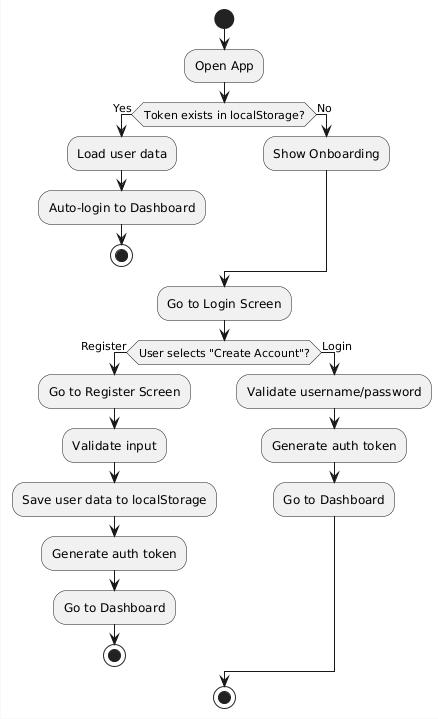 Open App
Yes
Token exists in localStorage?
No
Load user data
Show Onboarding
Auto-login to Dashboard
Go to Login Screen
Register
User selects "Create Account"?
Login
Go to Register Screen
Validate username/password
Validate input
Generate auth token
Save user data to localStorage
Go to Dashboard
Generate auth token
Go to Dashboard